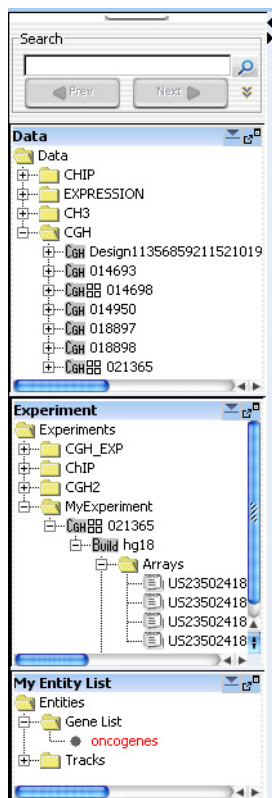 Search
Prev Next
Data
Data
CHIP
EXPRESSION
CH3
CGH
CGH Design11356859211521019
CGH 014693
CGH 014698
CGH 014950
CGH 018897
CGH 018898
CGH 021365
Experiment
Experiments
CGH_EXP
ChIP
CGH2
MyExperiment
CGH 021365
Build hg18
Arrays
US23502418
US23502418
US23502418
US23502418
My Entity List
Entities
Gene List
oncogenes
Tracks